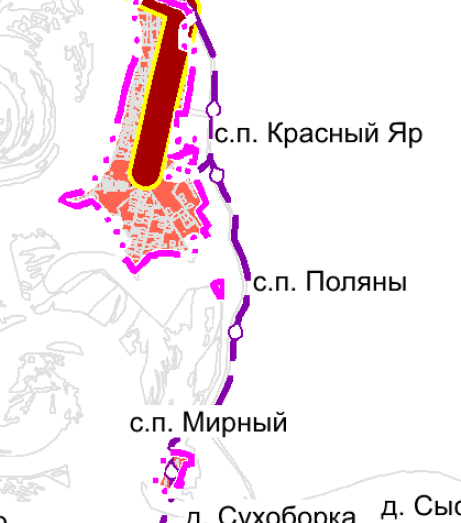 с.п. Красный Яр
с.п. Поляны
с.п. Мирный
д. Сухоборка